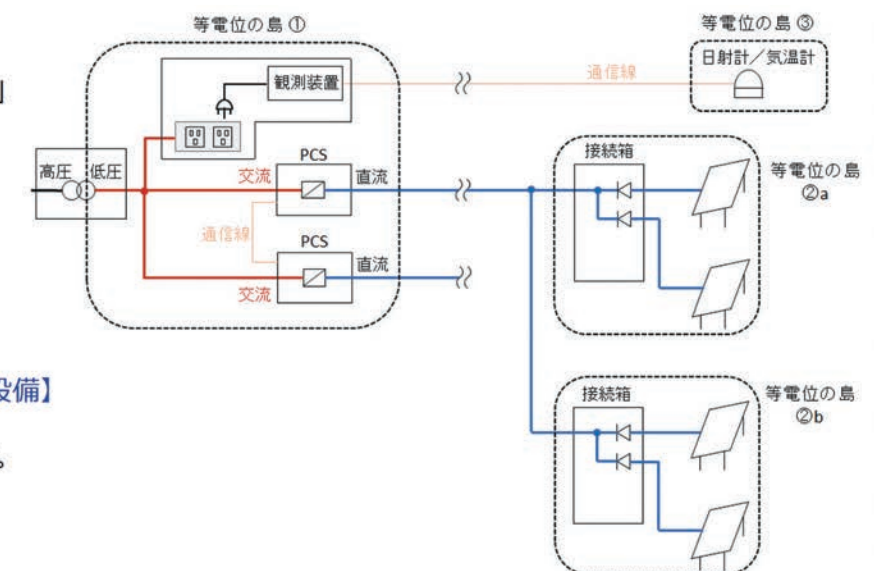 等電位の島 ①
等電位の島 ③
日射計/気温計
観測装置
通信線
高圧
低圧
PCS
交流
直流
通信線
PCS
直流
交流
接続箱
等電位の島
②a
設備】
。
接続箱
等電位の島
②b